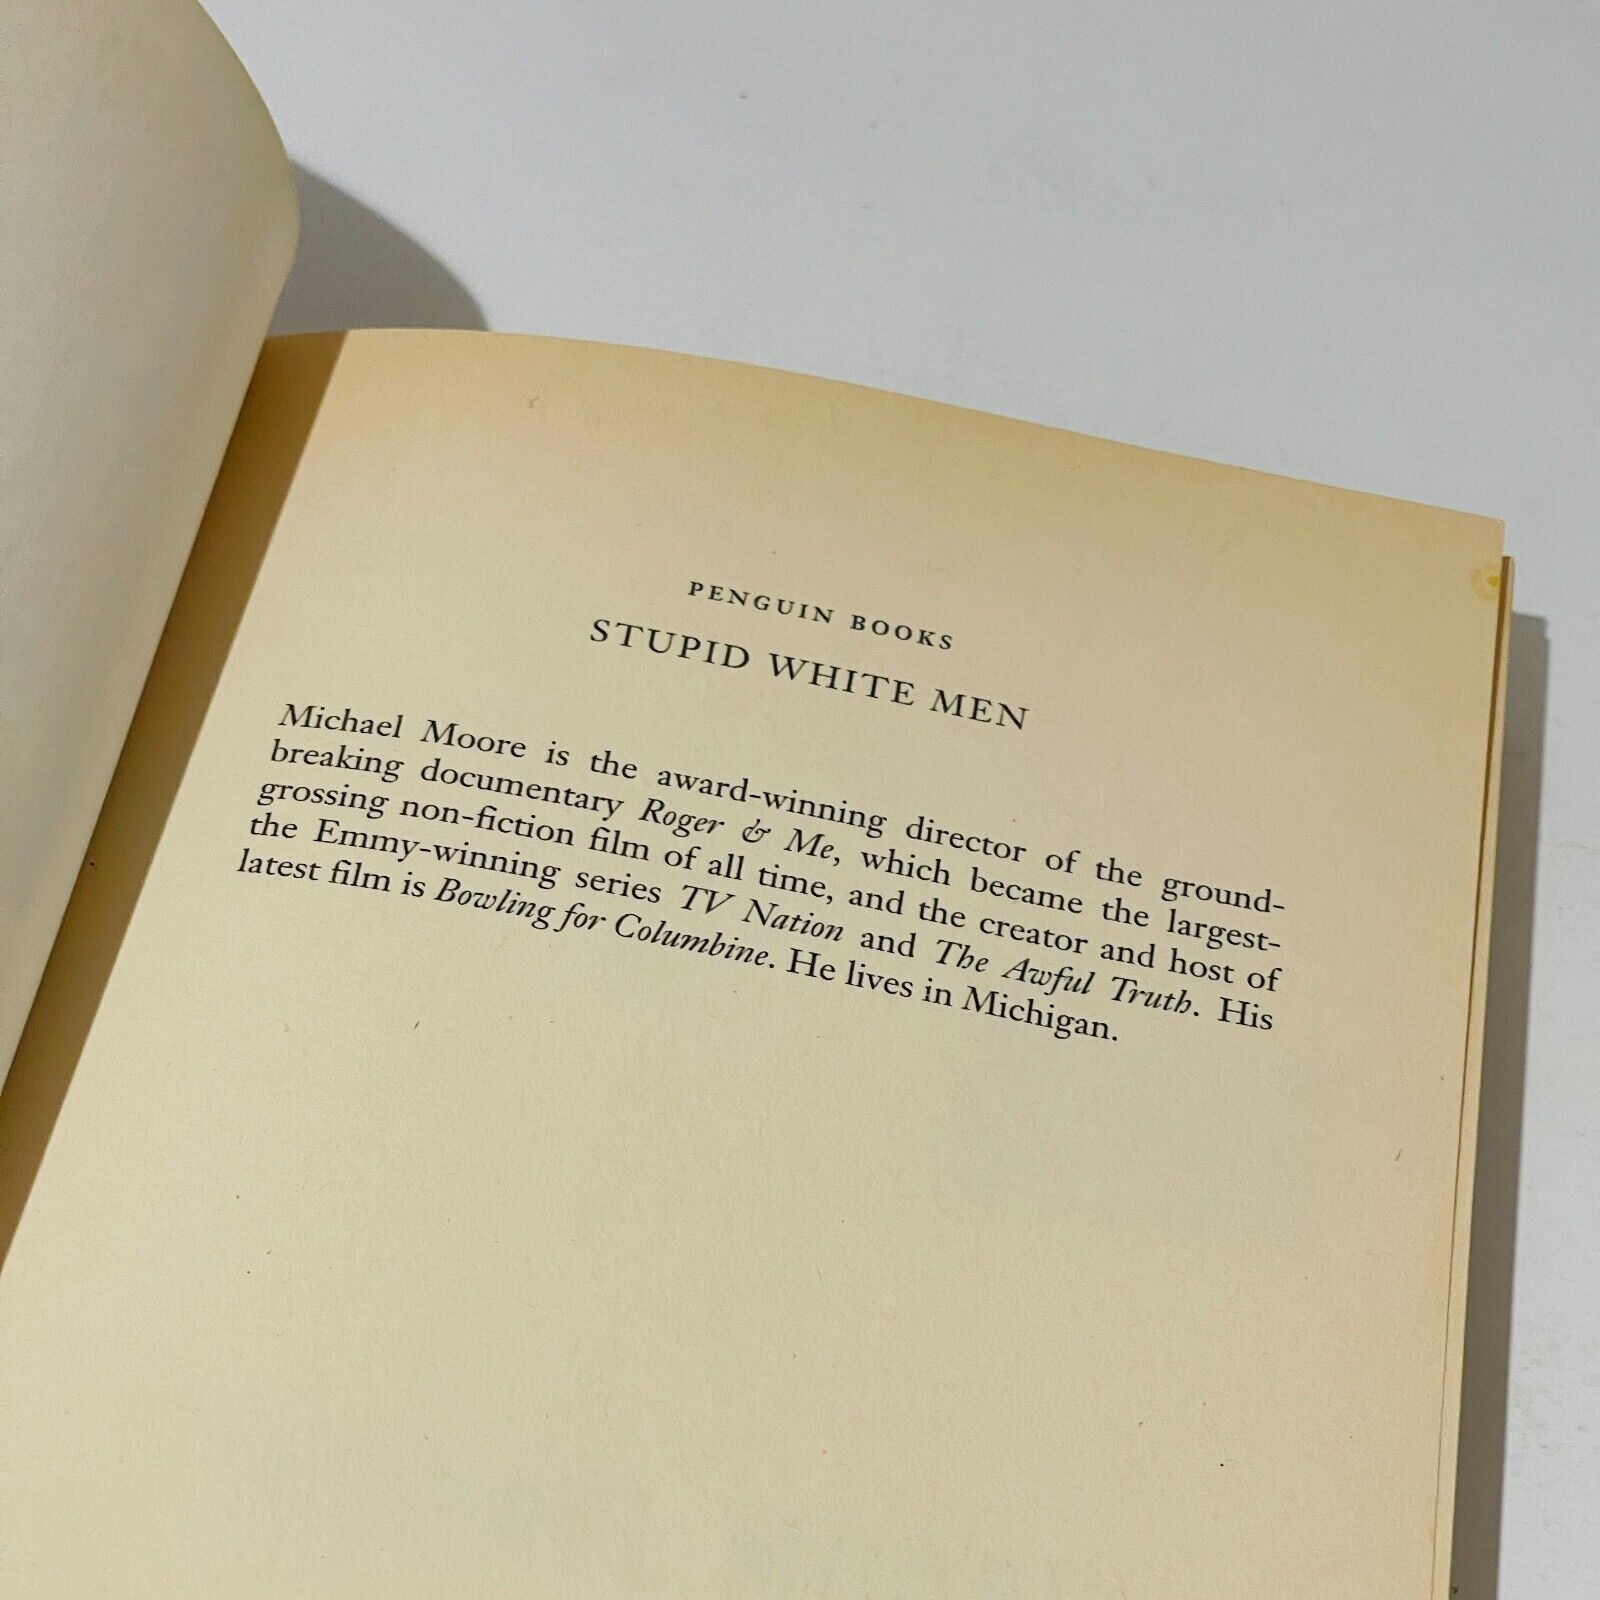 PENGUIN BOOKS
STUPID WHITE MEN
Michael Moore is the award-winning director of the ground-
breaking documentary Roger & Me, which became the largest-
grossing non-fiction film of all time, and the creator and host of
the Emmy-winning series TV Nation and The Awful Truth. His
latest film is Bowling for Columbine. He lives in Michigan.